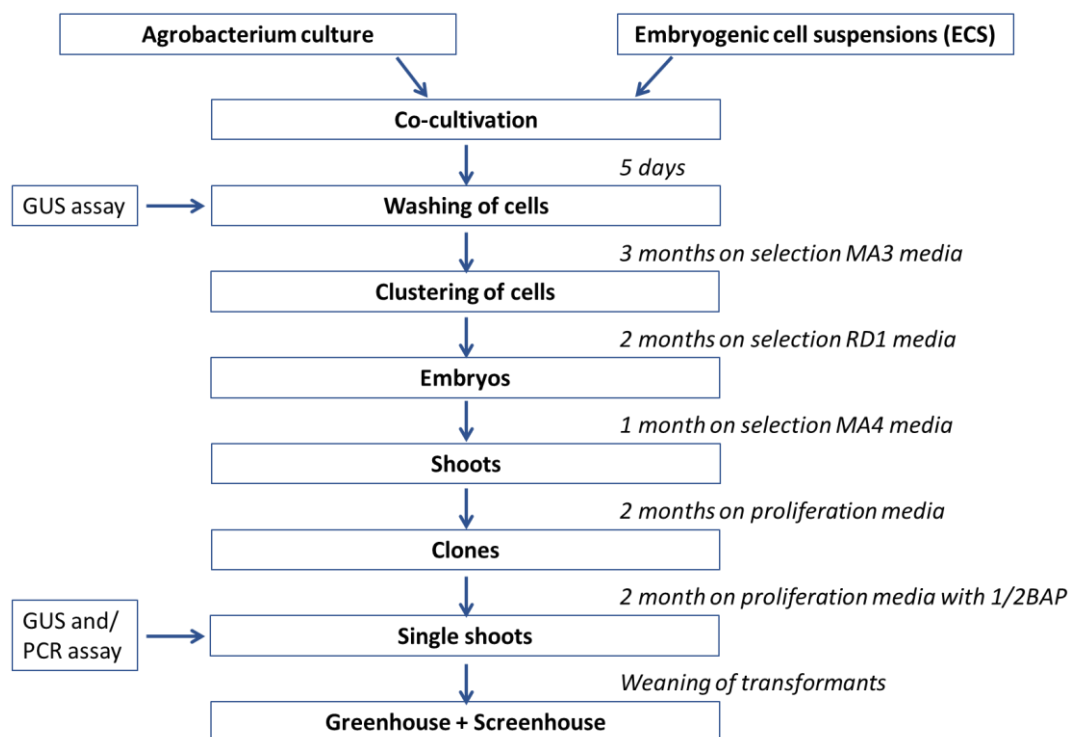 Agrobacterium culture
Embryogenic cell suspensions (ECS)
Co-cultivation
5 days
GUS assay
Washing of cells
3 months on selection MA3 media
Clustering of cells
2 months on selection RD1 media
Embryos
1 month on selection MA4 media
Shoots
2 months on proliferation media
Clones
2 month on proliferation media with 1/2BAP
GUS and/
PCR assay
Single shoots
Weaning of transformants
Greenhouse + Screenhouse